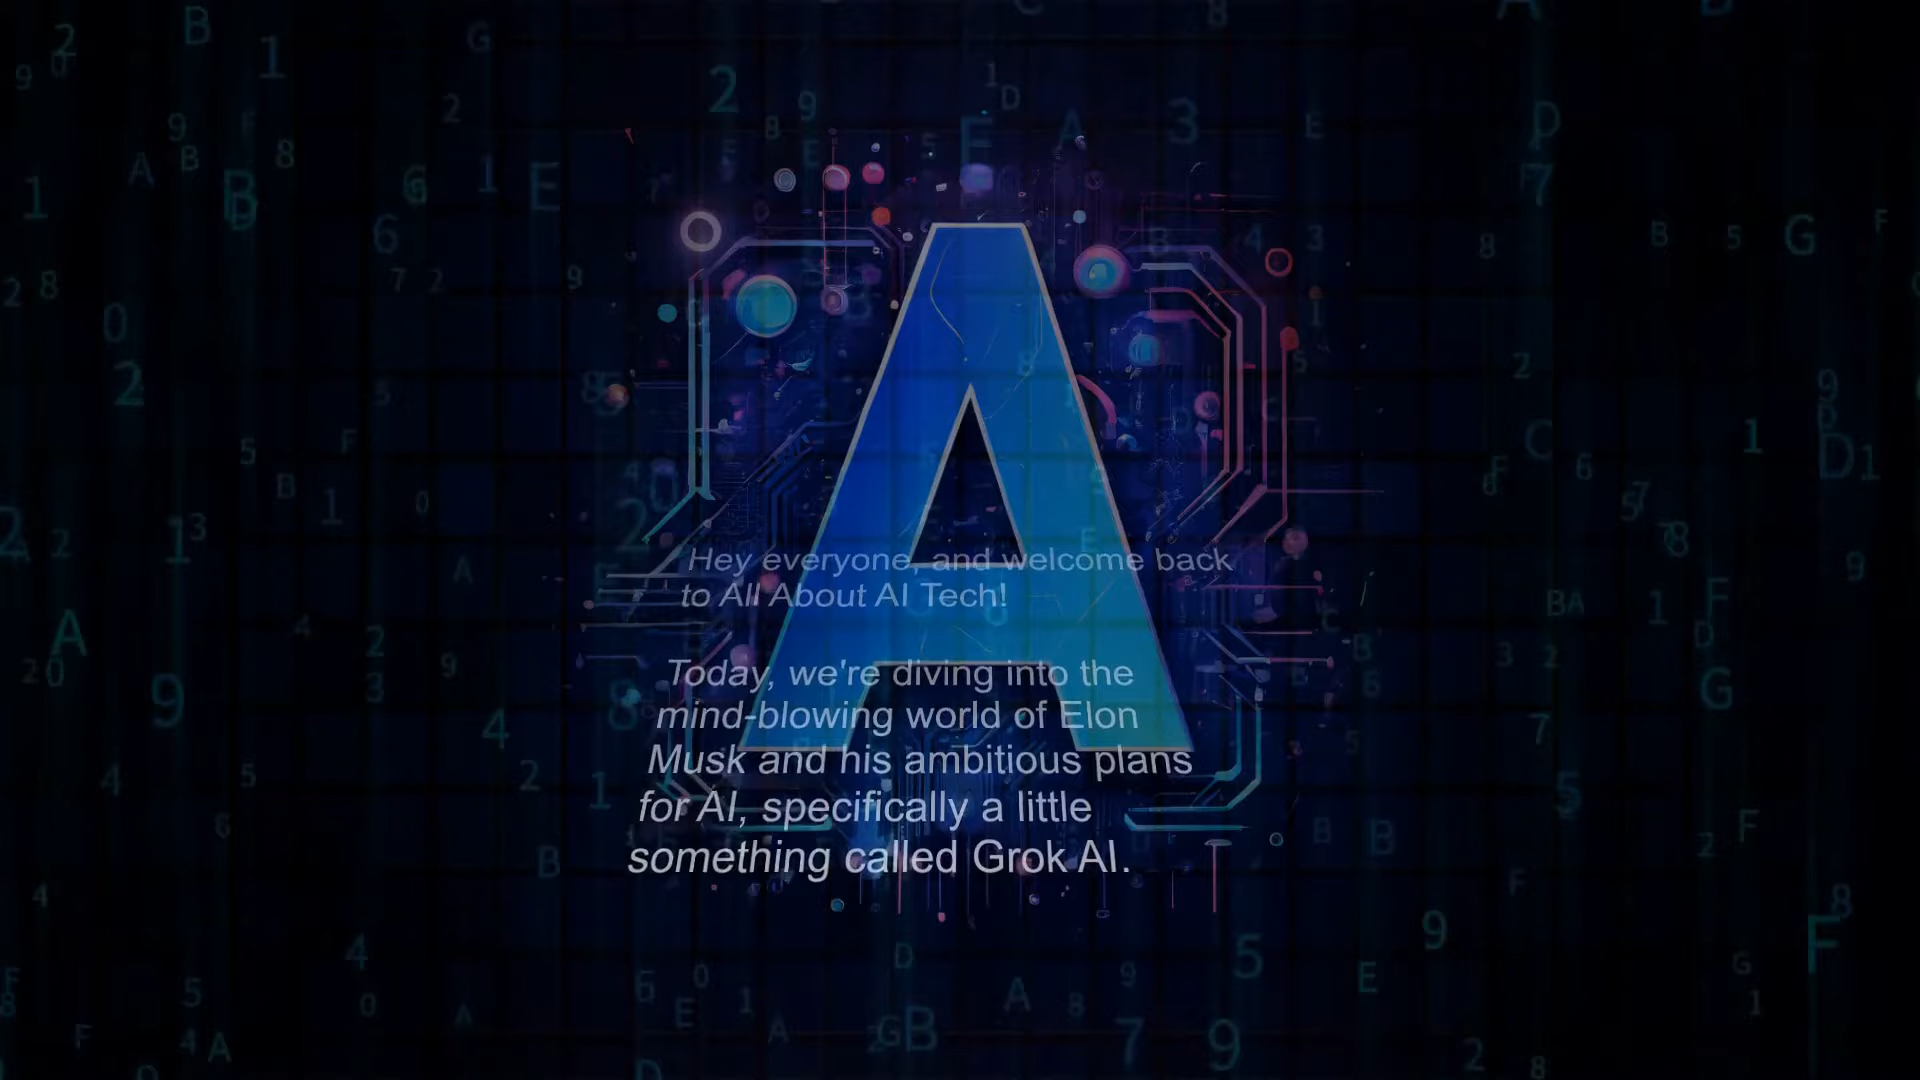 A
Hey everyone, and welcome back
to All About AI Tech!
Today, we're diving into the
mind-blowing world of Elon
Musk and his ambitious plans
for AI, specifically a little
something called Grok AI.